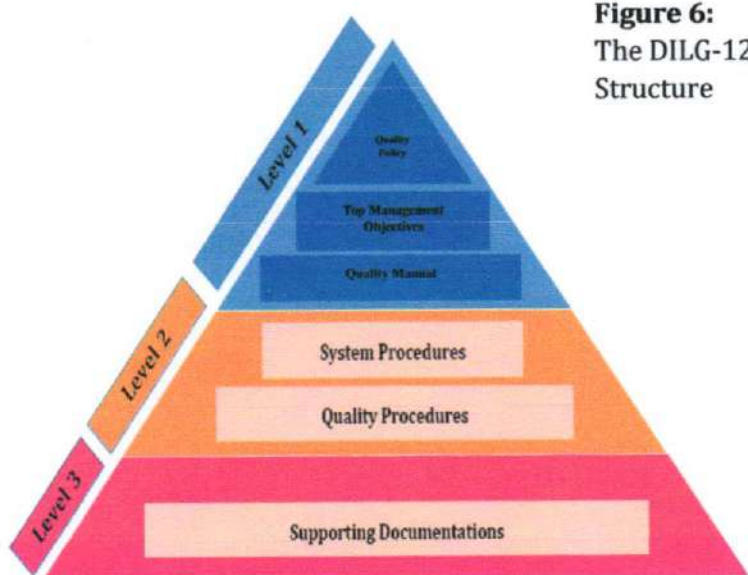 Figure 6:
The DILG-12
Structure
Level 1
Quality
Policy
Top Management
Objectives
Quality Manual
Level 2
System Procedures
Quality Procedures
Level 3
Supporting Documentations